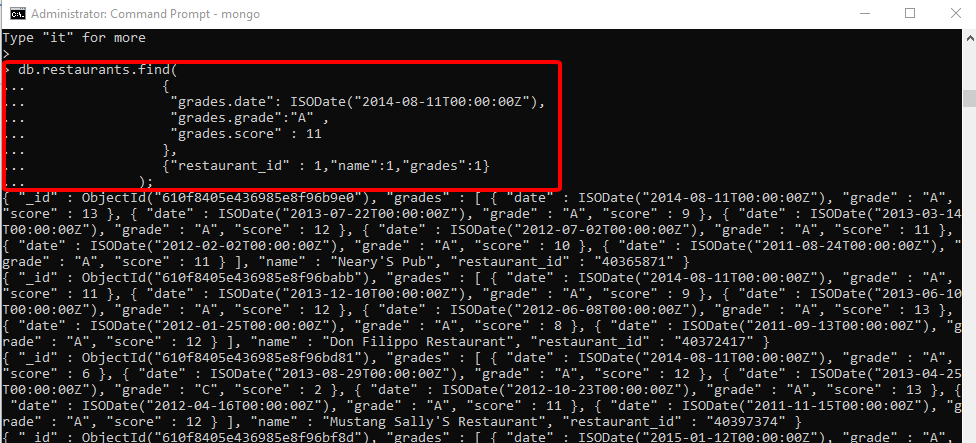 Administrator: Command Prompt - mongo
Type "it" for more
>
> db.restaurants.find(
... {
... "grades.date": ISODate("2014-08-11T00:00:00Z"),
... "grades.grade":"A" ,
... "grades.score" : 11
... },
... {"restaurant_id" : 1,"name":1,"grades":1}
... );
{ "_id" : ObjectId("610f8405e436985e8f96b9e0"), "grades" : [ { "date" : ISODate("2014-08-11T00:00:00Z"), "grade" : "A",
"score" : 13 }, { "date" : ISODate("2013-07-22T00:00:00Z"), "grade" : "A", "score" : 9 }, { "date" : ISODate("2013-03-14
T00:00:00Z"), "grade" : "A", "score" : 12 }, { "date" : ISODate("2012-07-02T00:00:00Z"), "grade" : "A", "score" : 11 },
{ "date" : ISODate("2012-02-02T00:00:00Z"), "grade" : "A", "score" : 10 }, { "date" : ISODate("2011-08-24T00:00:00Z"), "
grade" : "A", "score" : 11 } ], "name" : "Neary'S Pub", "restaurant_id" : "40365871" }
{ "_id" : ObjectId("610f8405e436985e8f96babb"), "grades" : [ { "date" : ISODate("2014-08-11T00:00:00Z"), "grade" : "A",
"score" : 11 }, { "date" : ISODate("2013-12-10T00:00:00Z"), "grade" : "A", "score" : 9 }, { "date" : ISODate("2013-06-10
T00:00:00Z"), "grade" : "A", "score" : 12 }, { "date" : ISODate("2012-06-08T00:00:00Z"), "grade" : "A", "score" : 13 },
{ "date" : ISODate("2012-01-25T00:00:00Z"), "grade" : "A", "score" : 8 }, { "date" : ISODate("2011-09-13T00:00:00Z"), "g
rade" : "A", "score" : 12 } ], "name" : "Don Filippo Restaurant", "restaurant_id" : "40372417" }
{ "_id" : ObjectId("610f8405e436985e8f96bd81"), "grades" : [ { "date" : ISODate("2014-08-11T00:00:00Z"), "grade" : "A",
"score" : 6 }, { "date" : ISODate("2013-08-29T00:00:00Z"), "grade" : "A", "score" : 12 }, { "date" : ISODate("2013-04-25
T00:00:00Z"), "grade" : "C", "score" : 2 }, { "date" : ISODate("2012-10-23T00:00:00Z"), "grade" : "A", "score" : 13 }, {
"date" : ISODate("2012-04-16T00:00:00Z"), "grade" : "A", "score" : 11 }, { "date" : ISODate("2011-11-15T00:00:00Z"), "g
rade" : "A", "score" : 12 } ], "name" : "Mustang Sally'S Restaurant", "restaurant_id" : "40397374" }
{ "_id" : ObjectId("610f8405e436985e8f96bf8d"), "grades" : [ { "date" : ISODate("2015-01-12T00:00:00Z"), "grade" : "A",